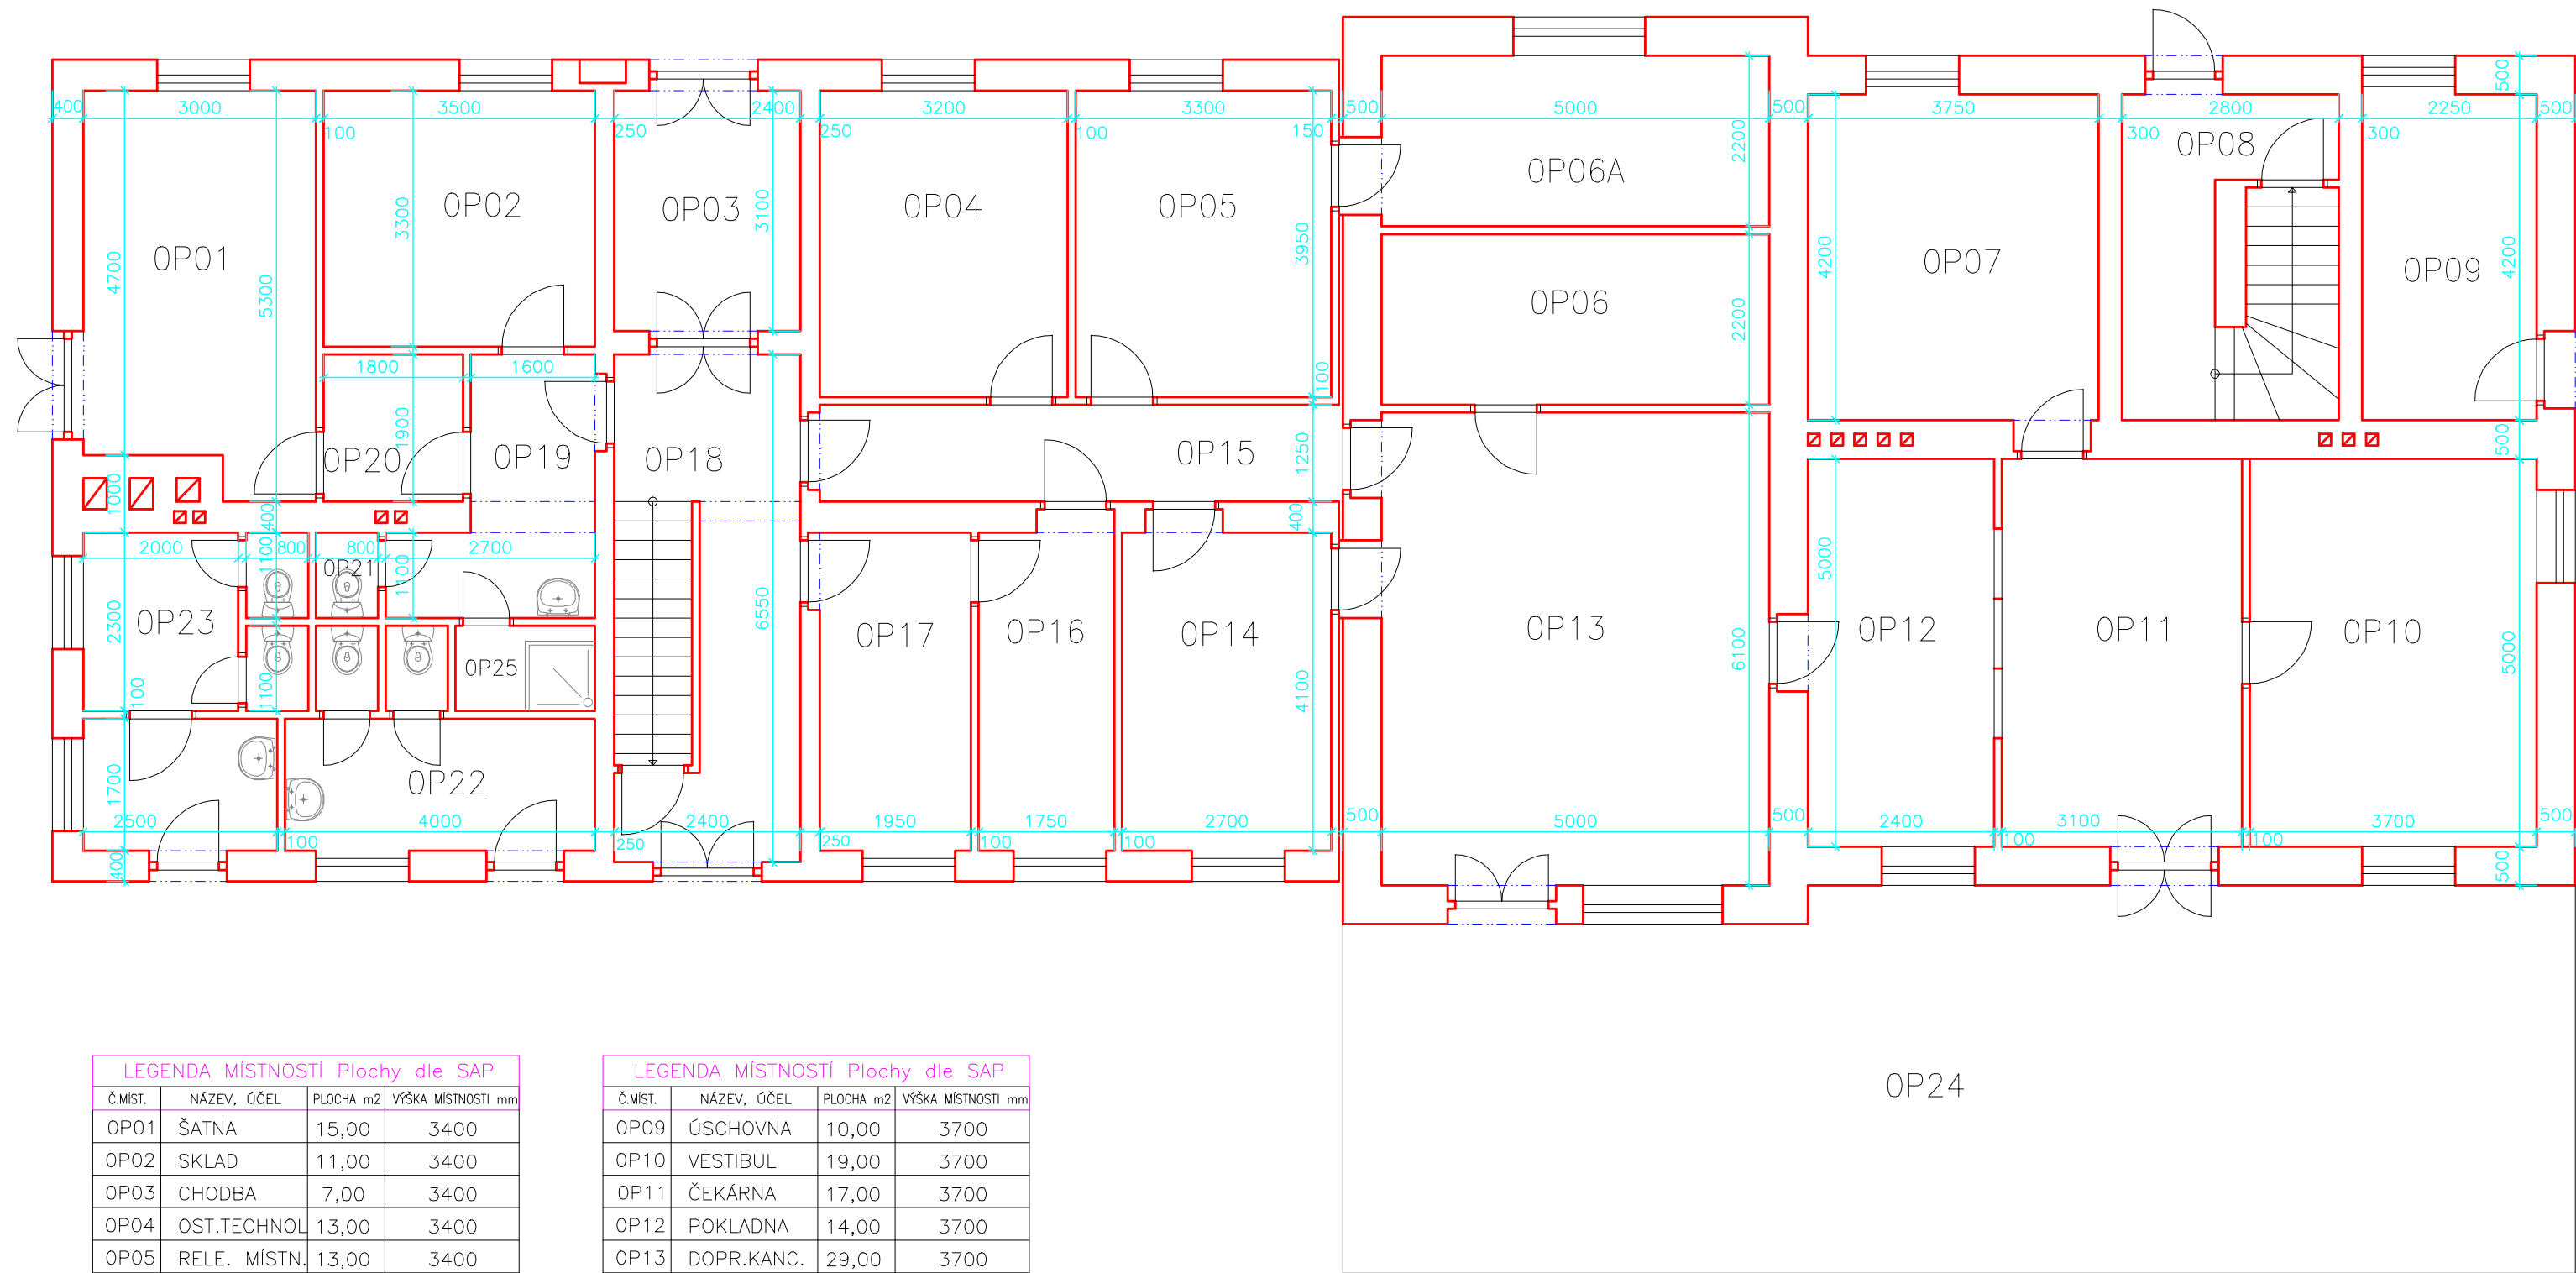 400 3000 3500 2400 3200 3300 500 5000 500 3750 2800 2250 500
500
100 250 250 100 150 300 300
2200
0P08
0P06A
0P02 0P03 0P04 0P05
3300 3100 3950 4200 4200
4700 0P01 5300 0P07 0P09
0P06
2200
1800 1600 100
1900
0P20 0P19 0P18 0P15 1250 500 500
1000 400 400
2000 1100 800 800 2700
0P21 1100
5000
2300 0P23 6550 0P17 0P16 0P14 0P13 0P12 0P11 0P10
6100 5000
0P25
100 1100
4100
1700 0P22
2500 4000 2400 1950 1750 2700 500 5000 500 2400 3100 3700 500
100 250 250 100 100 100 100
400 500
0P24
LEGENDA MÍSTNOSTÍ Plochy dle SAP
Č.MÍST. NÁZEV, ÚČEL PLOCHA m2 VÝŠKA MÍSTNOSTI mm
0P01 ŠATNA 15,00 3400
0P02 SKLAD 11,00 3400
0P03 CHODBA 7,00 3400
0P04 OST.TECHNOL 13,00 3400
0P05 RELE. MÍSTN. 13,00 3400
LEGENDA MÍSTNOSTÍ Plochy dle SAP
Č.MÍST. NÁZEV, ÚČEL PLOCHA m2 VÝŠKA MÍSTNOSTI mm
0P09 ÚSCHOVNA 10,00 3700
0P10 VESTIBUL 19,00 3700
0P11 ČEKÁRNA 17,00 3700
0P12 POKLADNA 14,00 3700
0P13 DOPR.KANC. 29,00 3700